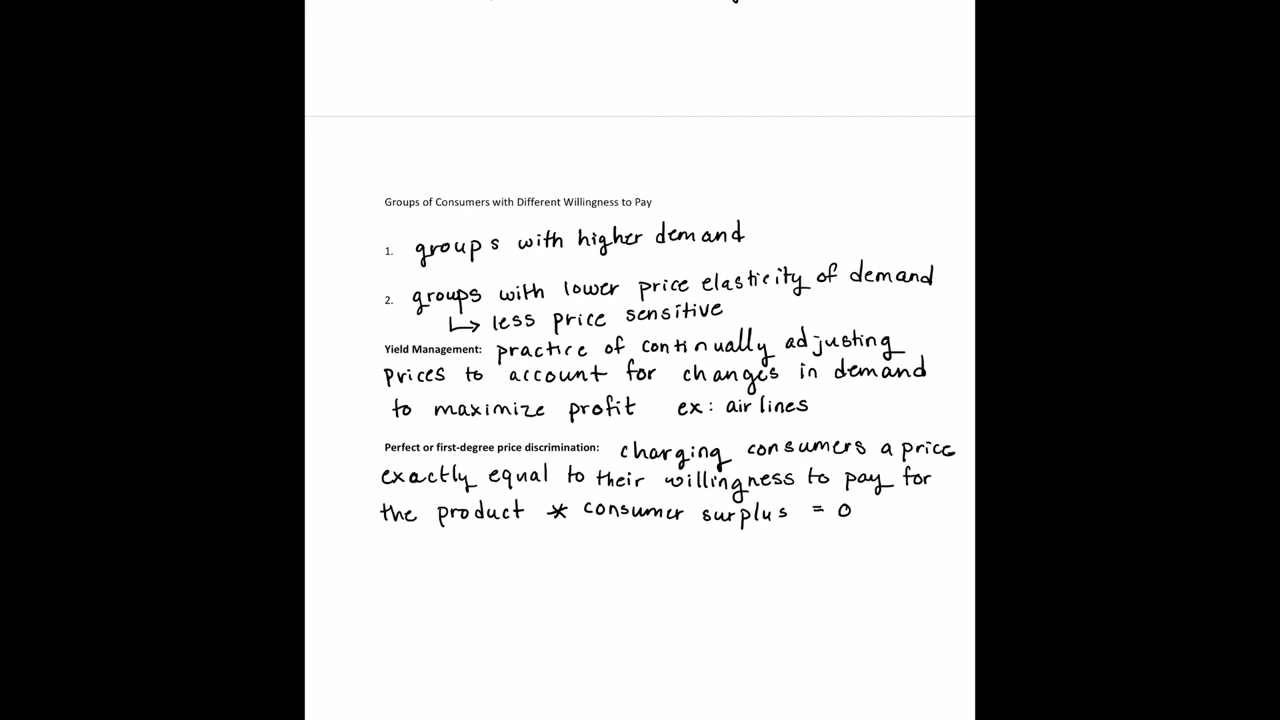 Groups of Consumers with Different Willingness to Pay
1. groups with higher demand
2. groups with lower price elasticity of demand
↳ less price sensitive
Yield Management: practice of continually adjusting
prices to account for changes in demand
to maximize profit ex: airlines
Perfect or first-degree price discrimination: charging consumers a price
exactly equal to their willingness to pay for
the product * consumer surplus = 0